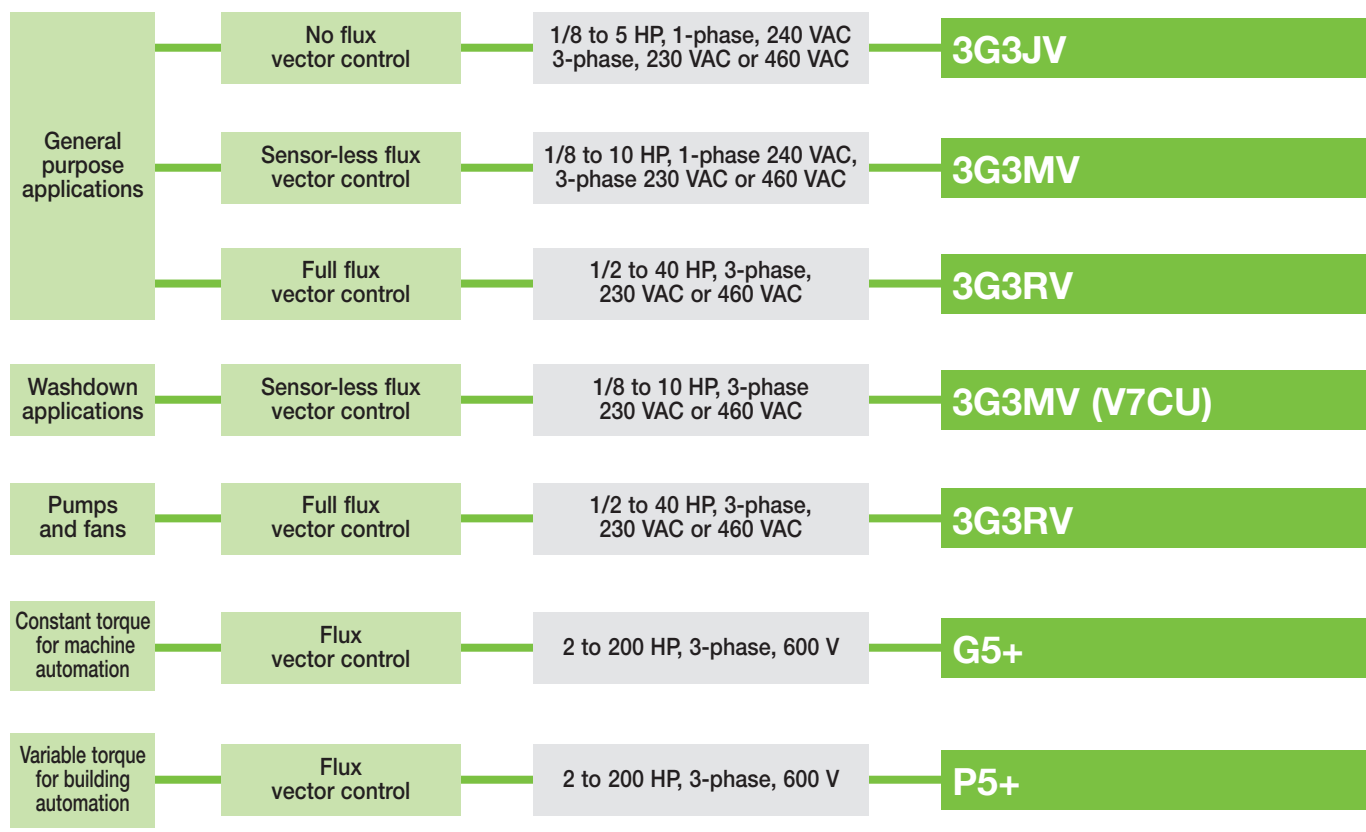 General
purpose
applications
No flux
vector control
1/8 to 5 HP, 1-phase, 240 VAC
3-phase, 230 VAC or 460 VAC
3G3JV
Sensor-less flux
vector control
1/8 to 10 HP, 1-phase 240 VAC,
3-phase 230 VAC or 460 VAC
3G3MV
Full flux
vector control
1/2 to 40 HP, 3-phase,
230 VAC or 460 VAC
3G3RV
Washdown
applications
Sensor-less flux
vector control
1/8 to 10 HP, 3-phase
230 VAC or 460 VAC
3G3MV (V7CU)
Pumps
and fans
Full flux
vector control
1/2 to 40 HP, 3-phase,
230 VAC or 460 VAC
3G3RV
Constant torque
for machine
automation
Flux
vector control
2 to 200 HP, 3-phase, 600 V
G5+
Variable torque
for building
automation
Flux
vector control
2 to 200 HP, 3-phase, 600 V
P5+